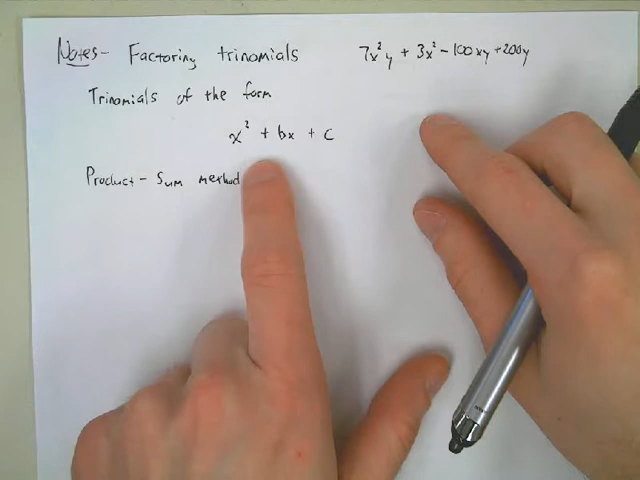 Notes- Factoring trinomials
7x²y + 3x² - 100xy + 200y
Trinomials of the form
x² + bx + c
Product - Sum method